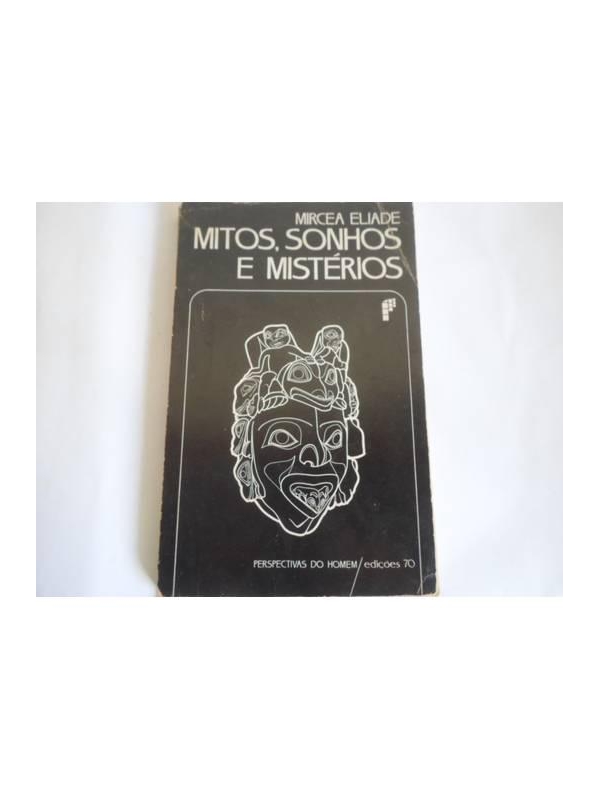 MIRCEA ELIADE
MITOS, SONHOS
E MISTÉRIOS
PERSPECTIVAS DO HOMEM / edições 70